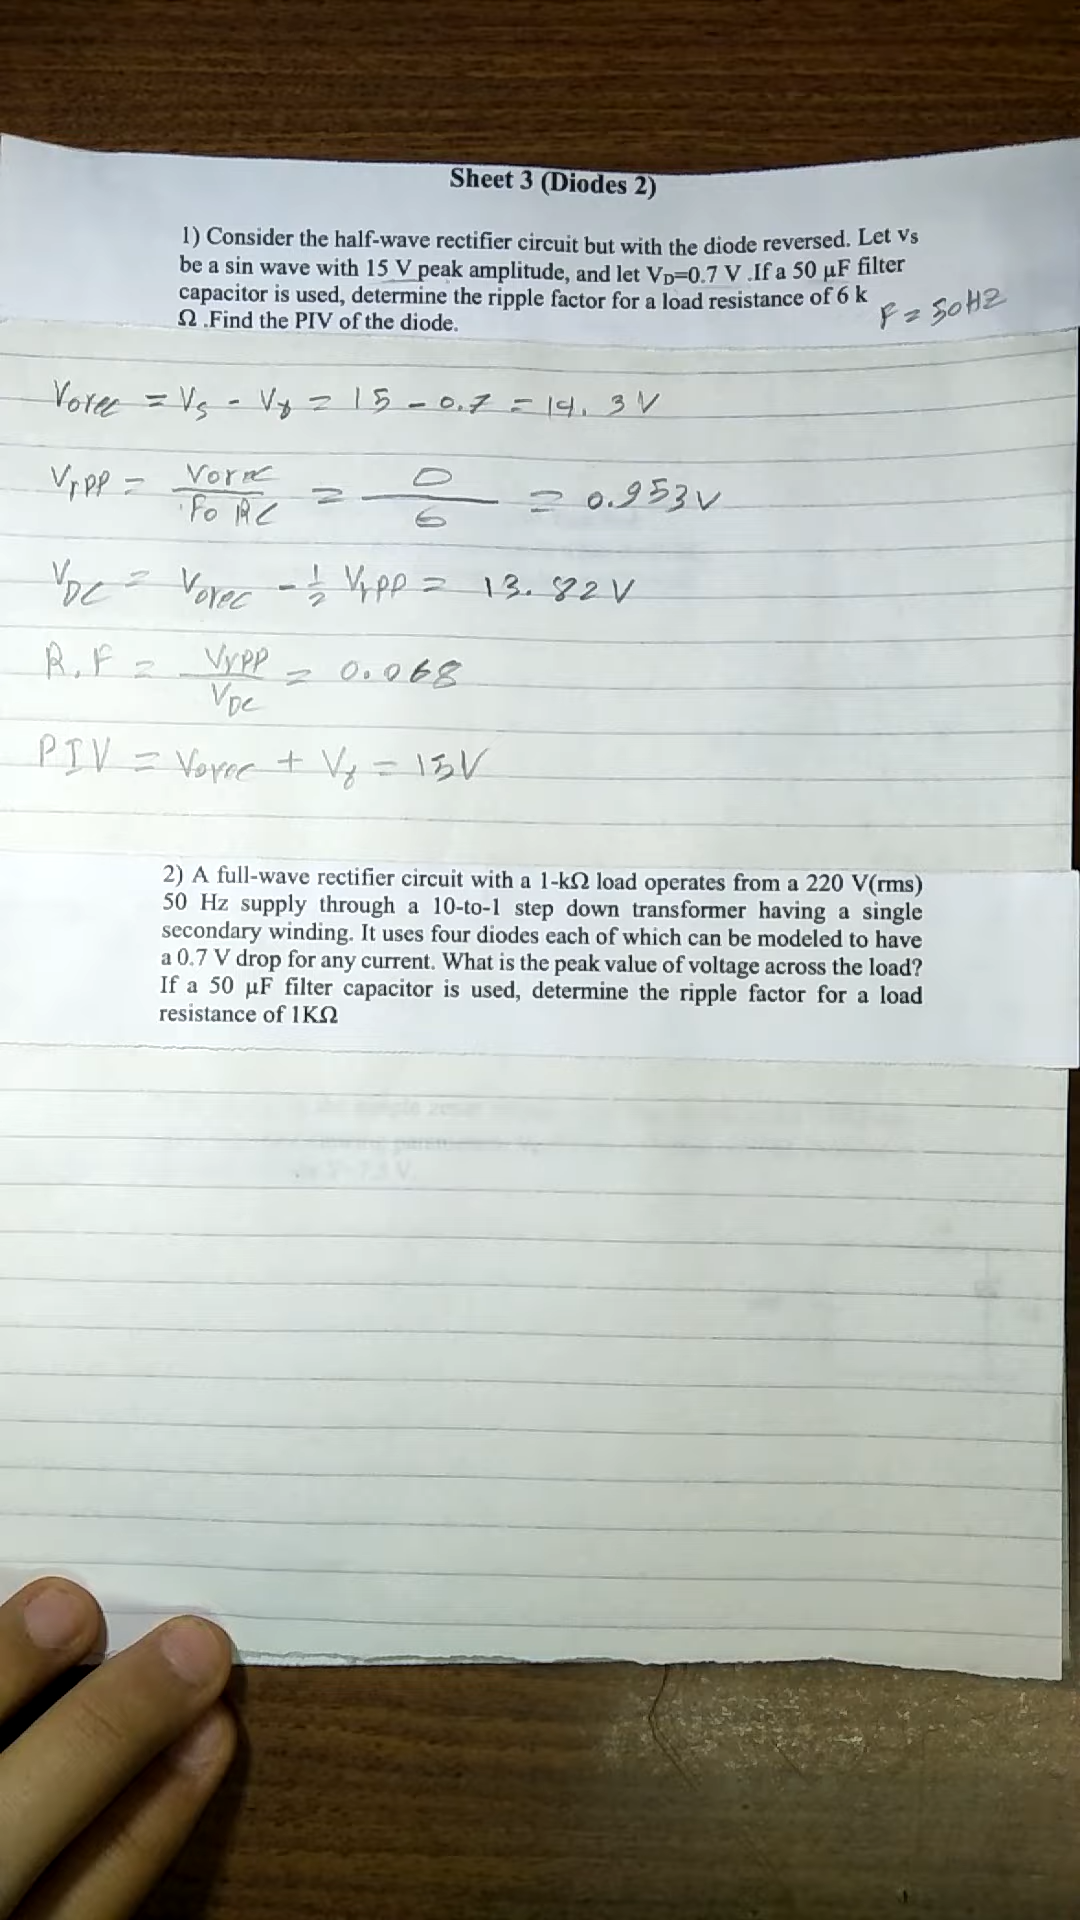 Sheet 3 (Diodes 2)
1) Consider the half-wave rectifier circuit but with the diode reversed. Let vs
be a sin wave with 15 V peak amplitude, and let VD=0.7 V .If a 50 µF filter
capacitor is used, determine the ripple factor for a load resistance of 6 k
Ω .Find the PIV of the diode.
F = 50HZ
Vorec = Vs - Vγ = 15 - 0.7 = 14.3V
Vrpp = Vorec / Fo RC = 0 / 6 = 0.953V
VDC = Vorec - 1/2 Vrpp = 13.82V
R.F = Vrpp / VDC = 0.068
PIV = Vorec + Vγ = 15V
2) A full-wave rectifier circuit with a 1-kΩ load operates from a 220 V(rms)
50 Hz supply through a 10-to-1 step down transformer having a single
secondary winding. It uses four diodes each of which can be modeled to have
a 0.7 V drop for any current. What is the peak value of voltage across the load?
If a 50 µF filter capacitor is used, determine the ripple factor for a load
resistance of 1KΩ